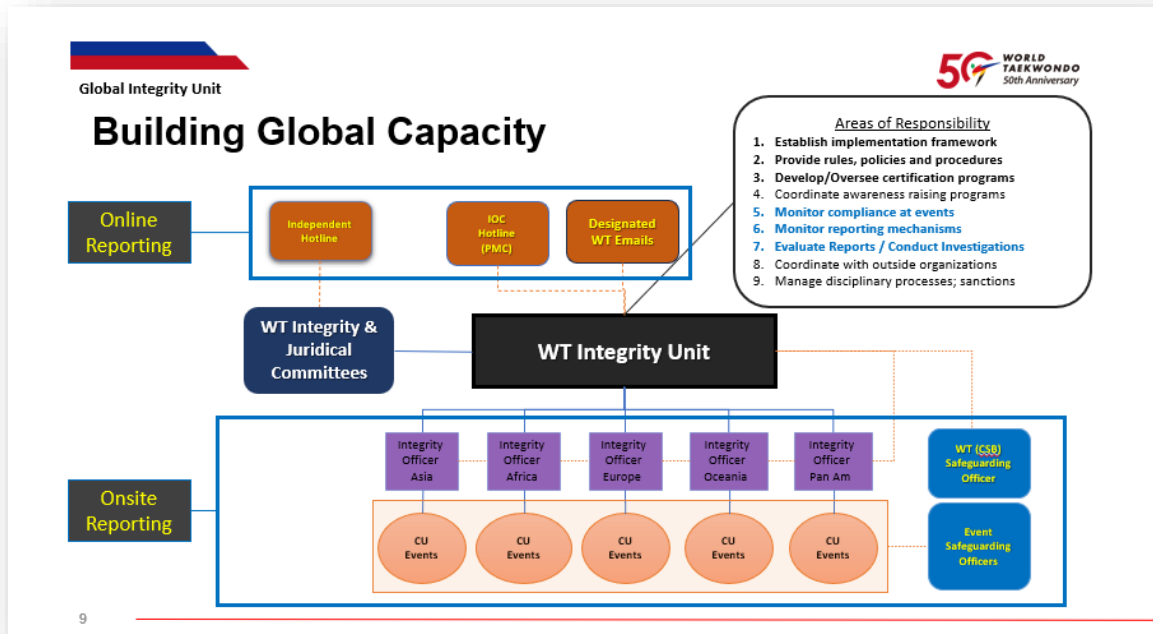 Global Integrity Unit
50 WORLD
TAEKWONDO
50th Anniversary
Building Global Capacity
Areas of Responsibility
1. Establish implementation framework
2. Provide rules, policies and procedures
3. Develop/Oversee certification programs
4. Coordinate awareness raising programs
5. Monitor compliance at events
6. Monitor reporting mechanisms
7. Evaluate Reports / Conduct Investigations
8. Coordinate with outside organizations
9. Manage disciplinary processes; sanctions
Online
Reporting
Independent
Hotline
IOC
Hotline
(PMC)
Designated
WT Emails
WT Integrity &
Juridical
Committees
WT Integrity Unit
Onsite
Reporting
Integrity
Officer
Asia
Integrity
Officer
Africa
Integrity
Officer
Europe
Integrity
Officer
Oceania
Integrity
Officer
Pan Am
WT (CSB)
Safeguarding
Officer
CU
Events
CU
Events
CU
Events
CU
Events
CU
Events
Event
Safeguarding
Officers
9